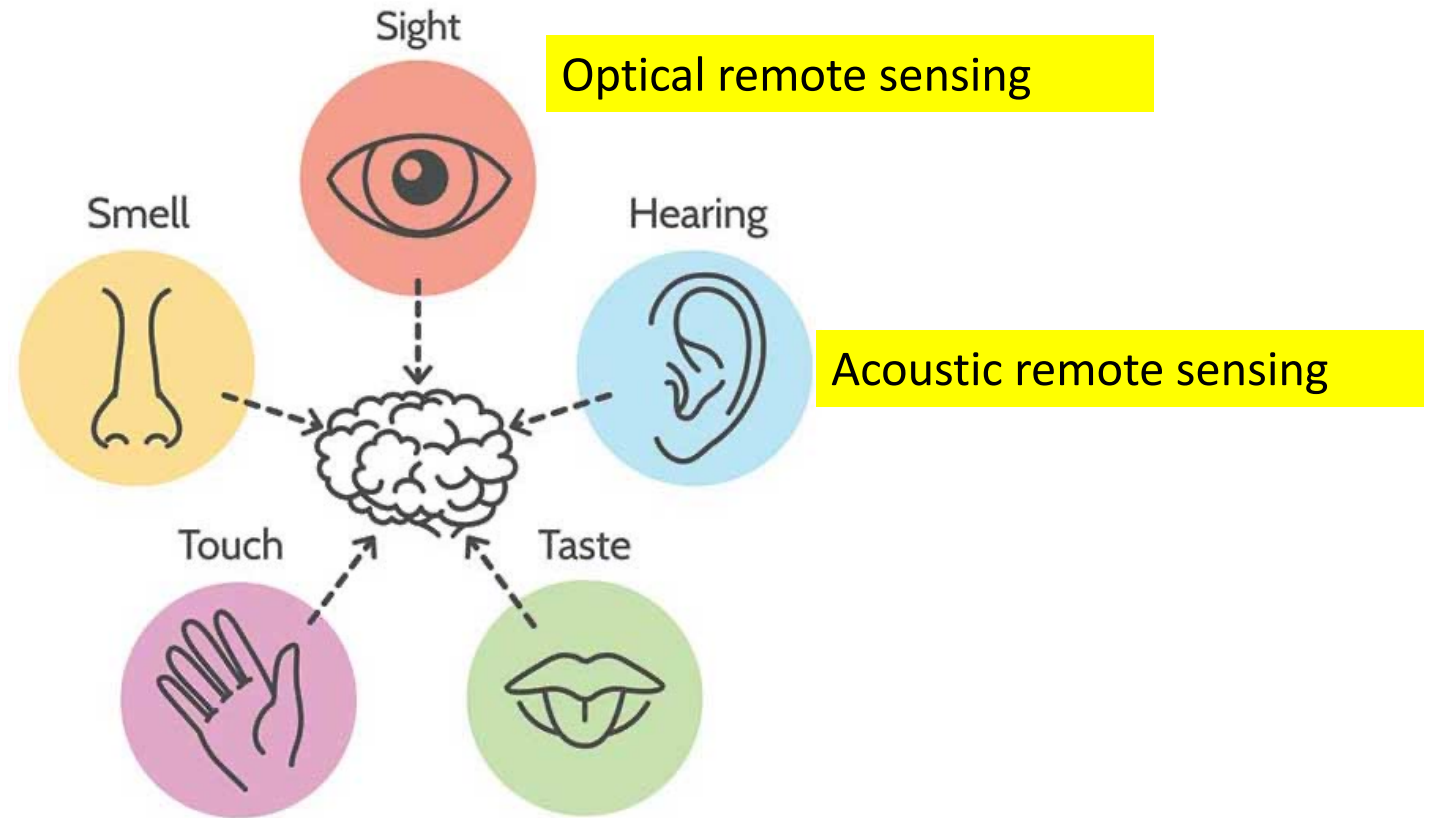 Sight
Optical remote sensing
Smell
Hearing
Acoustic remote sensing
Touch
Taste